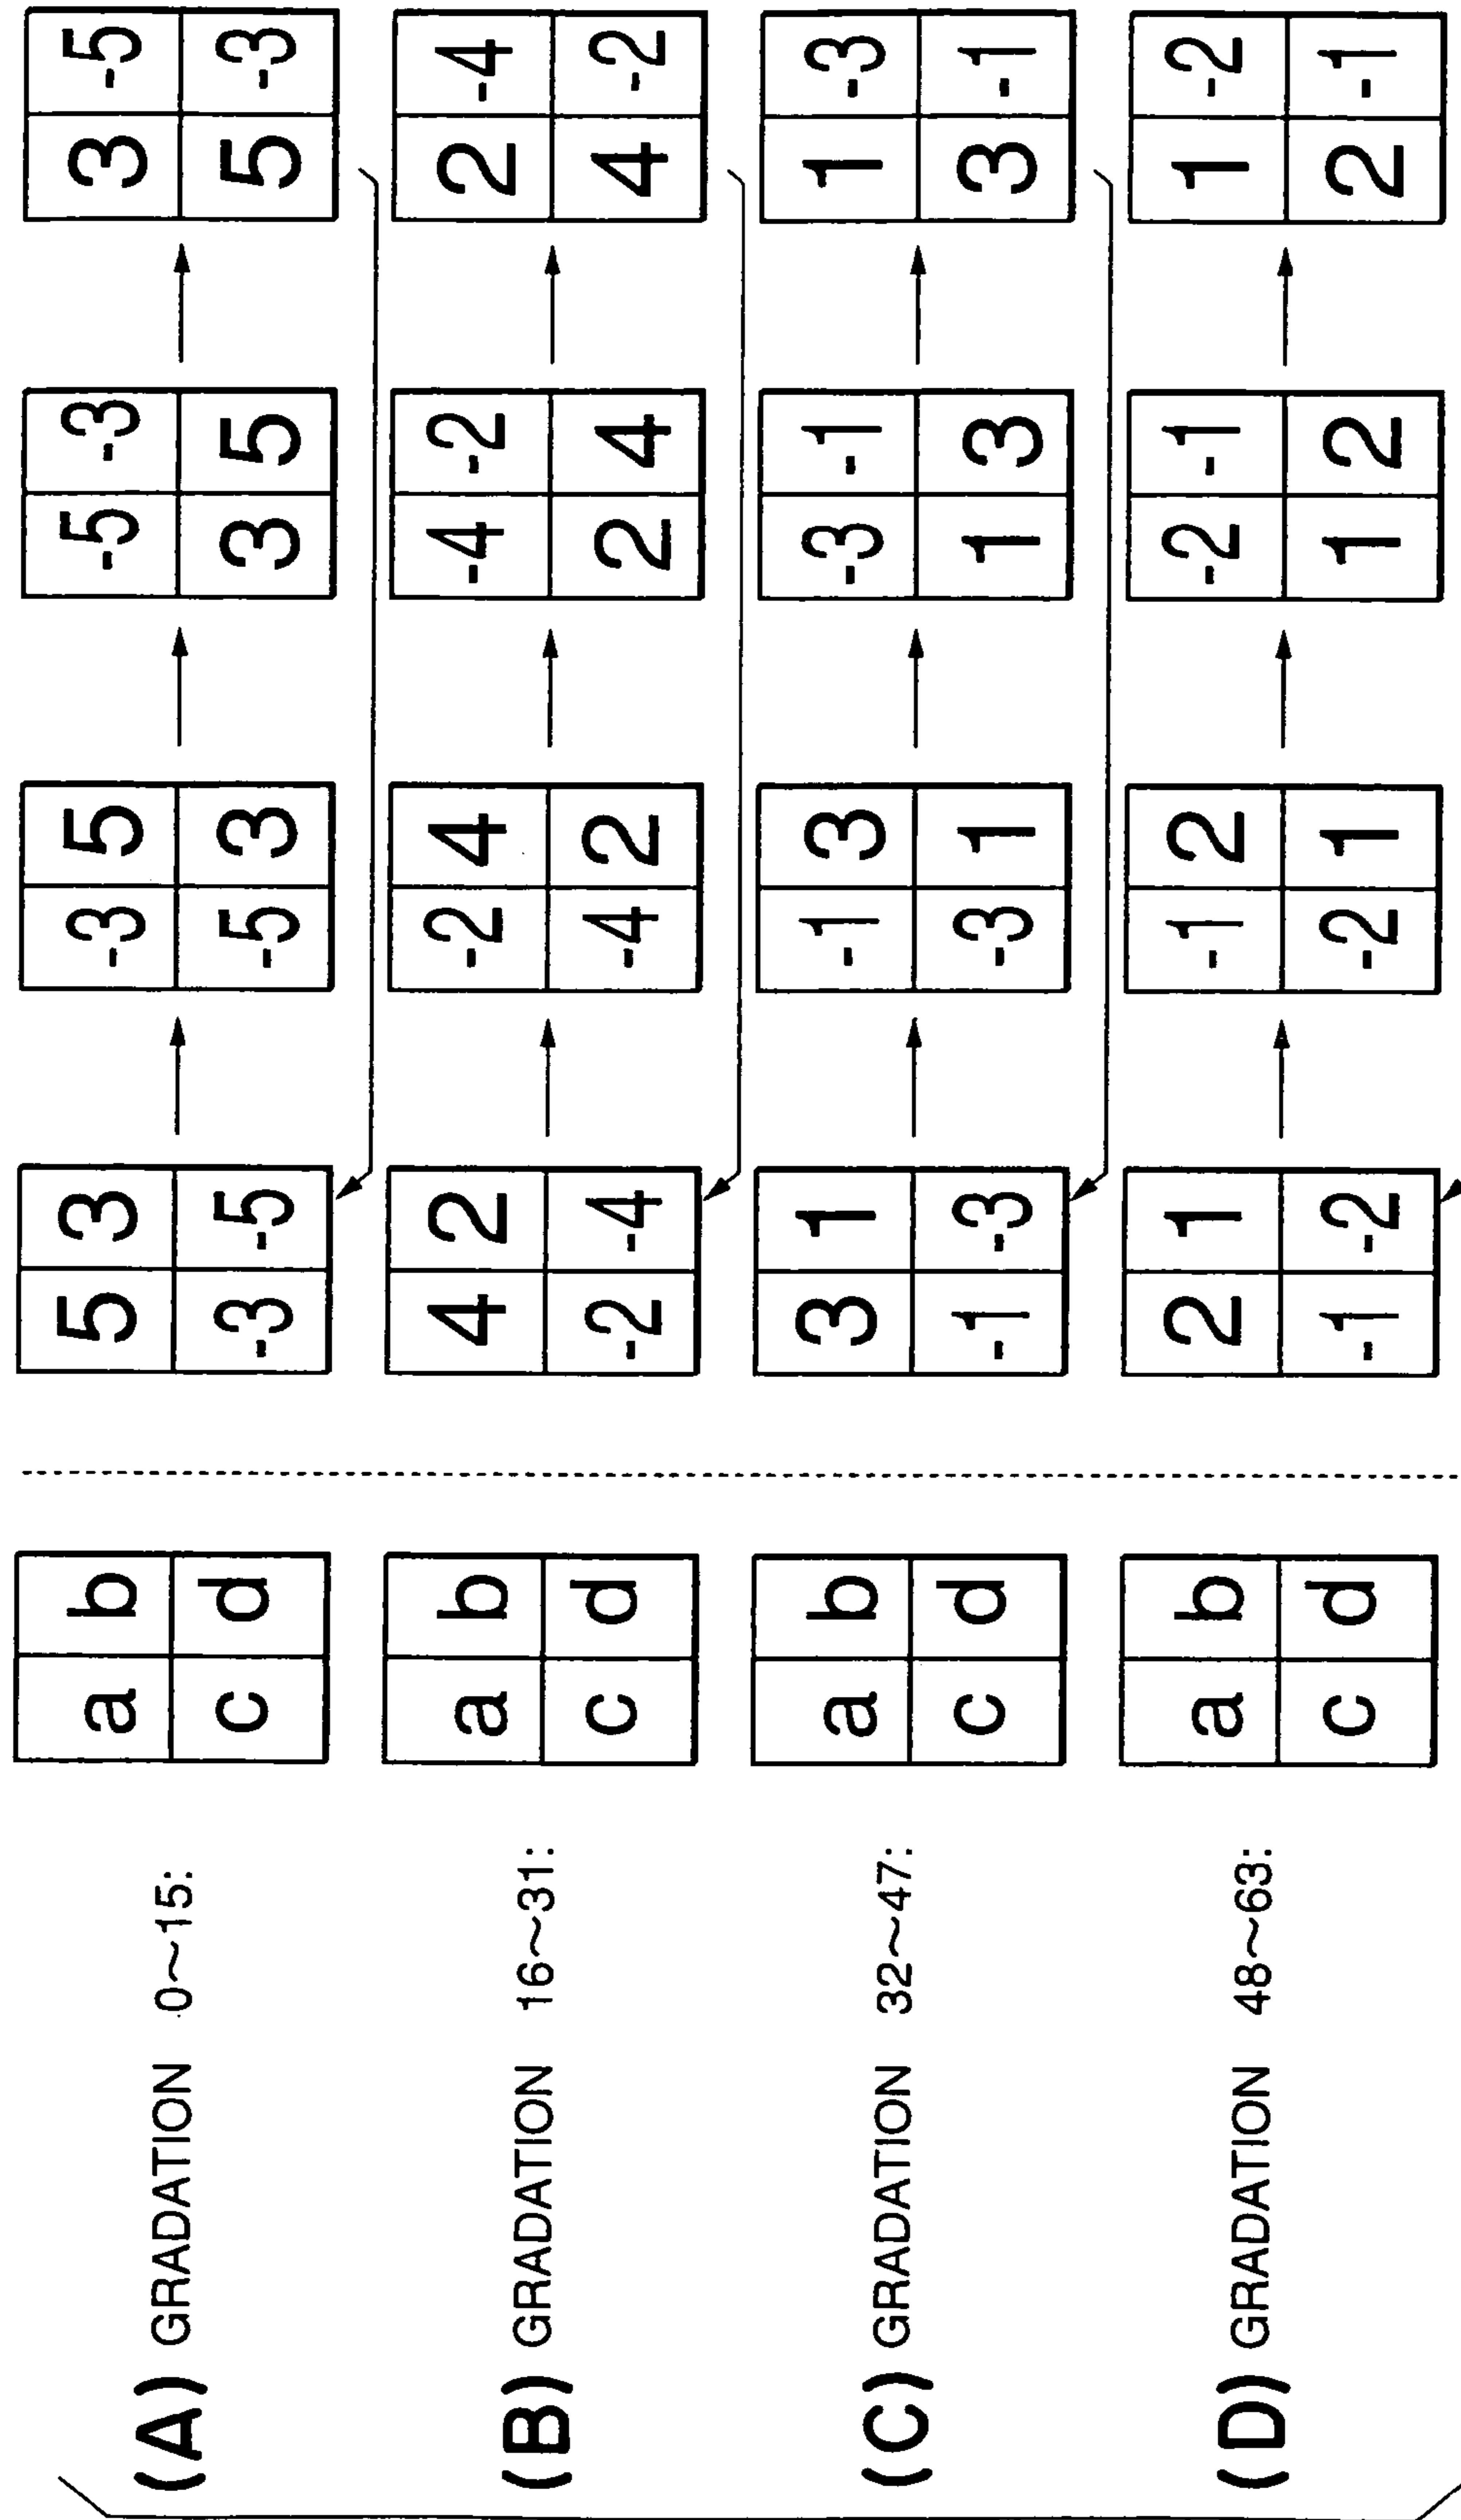 (A) GRADATION 0~15:
a b 5 3 -3 5 -5 -3 3 -5
c d -3 -5 -5 3 3 5 5 -3
(B) GRADATION 16~31:
a b 4 2 -2 4 -4 -2 2 -4
c d -2 -4 -4 2 2 4 4 -2
(C) GRADATION 32~47:
a b 3 1 -1 3 -3 -1 1 -3
c d -1 -3 -3 1 1 3 3 -1
(D) GRADATION 48~63:
a b 2 1 -1 2 -2 -1 1 -2
c d -1 -2 -2 1 1 2 2 -1